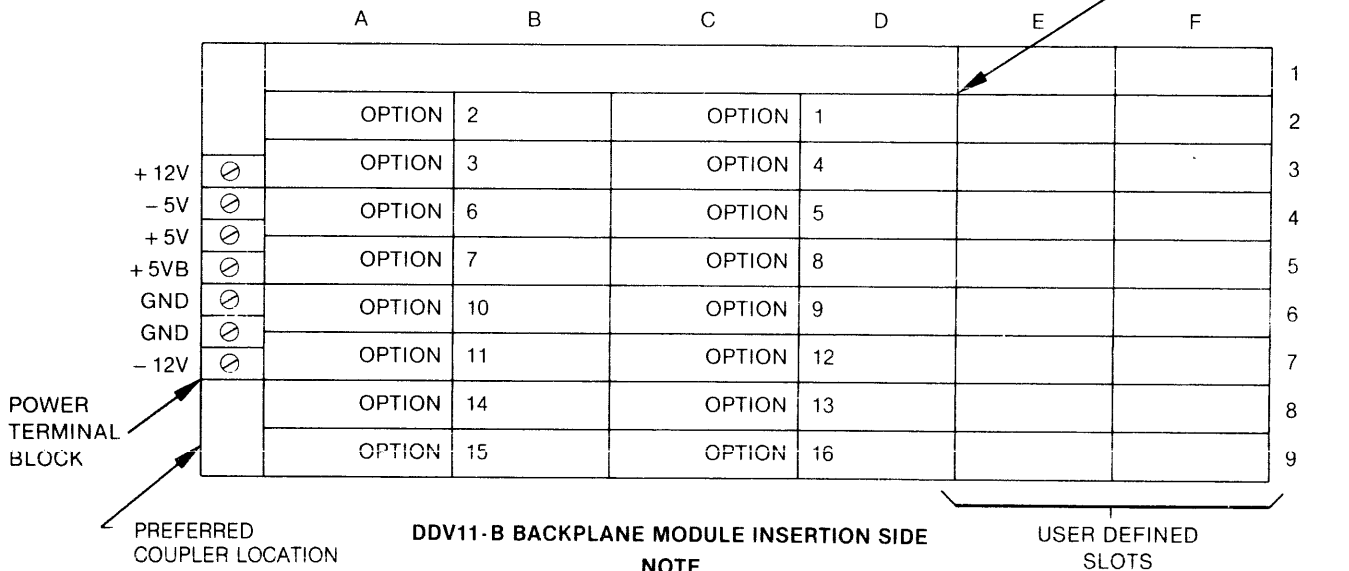 A B C D E F
1
OPTION 2 OPTION 1 2
OPTION 3 OPTION 4 3
+ 12V
OPTION 6 OPTION 5 4
− 5V
+ 5V
OPTION 7 OPTION 8 5
+ 5VB
GND
OPTION 10 OPTION 9 6
GND
OPTION 11 OPTION 12 7
− 12V
OPTION 14 OPTION 13 8
OPTION 15 OPTION 16 9
POWER
TERMINAL
BLOCK
PREFERRED
COUPLER LOCATION
DDV11-B BACKPLANE MODULE INSERTION SIDE
NOTE
USER DEFINED
SLOTS